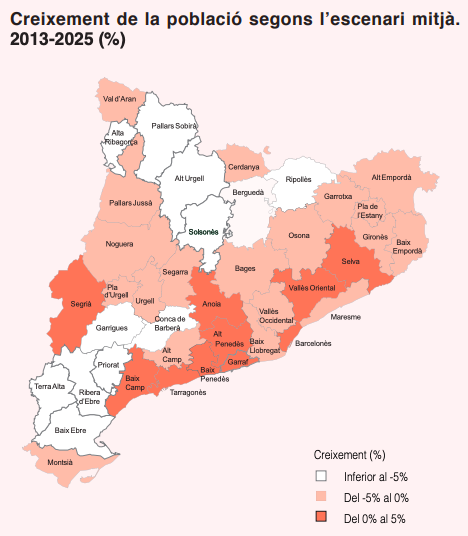 Creixement de la població segons l'escenari mitjà.
2013-2025 (%)
Val d'Aran
Pallars Sobirà
Alta
Ribagorça
Alt Urgell
Cerdanya
Ripollès
Alt Empordà
Berguedà
Garrotxa
Pallars Jussà
Pla de
l'Estany
Solsonès
Osona
Gironès
Noguera
Baix
Empordà
Bages
Selva
Segarra
Pla
d'Urgell
Vallès Oriental
Segrià
Urgell
Anoia
Vallès
Occidental
Maresme
Conca de
Barberà
Garrigues
Alt
Penedès
Baix
Llobregat
Barcelonès
Alt
Camp
Priorat
Garraf
Baix
Penedès
Baix
Camp
Terra Alta
Ribera
d'Ebre
Tarragonès
Baix Ebre
Montsià
Creixement (%)
Inferior al -5%
Del -5% al 0%
Del 0% al 5%